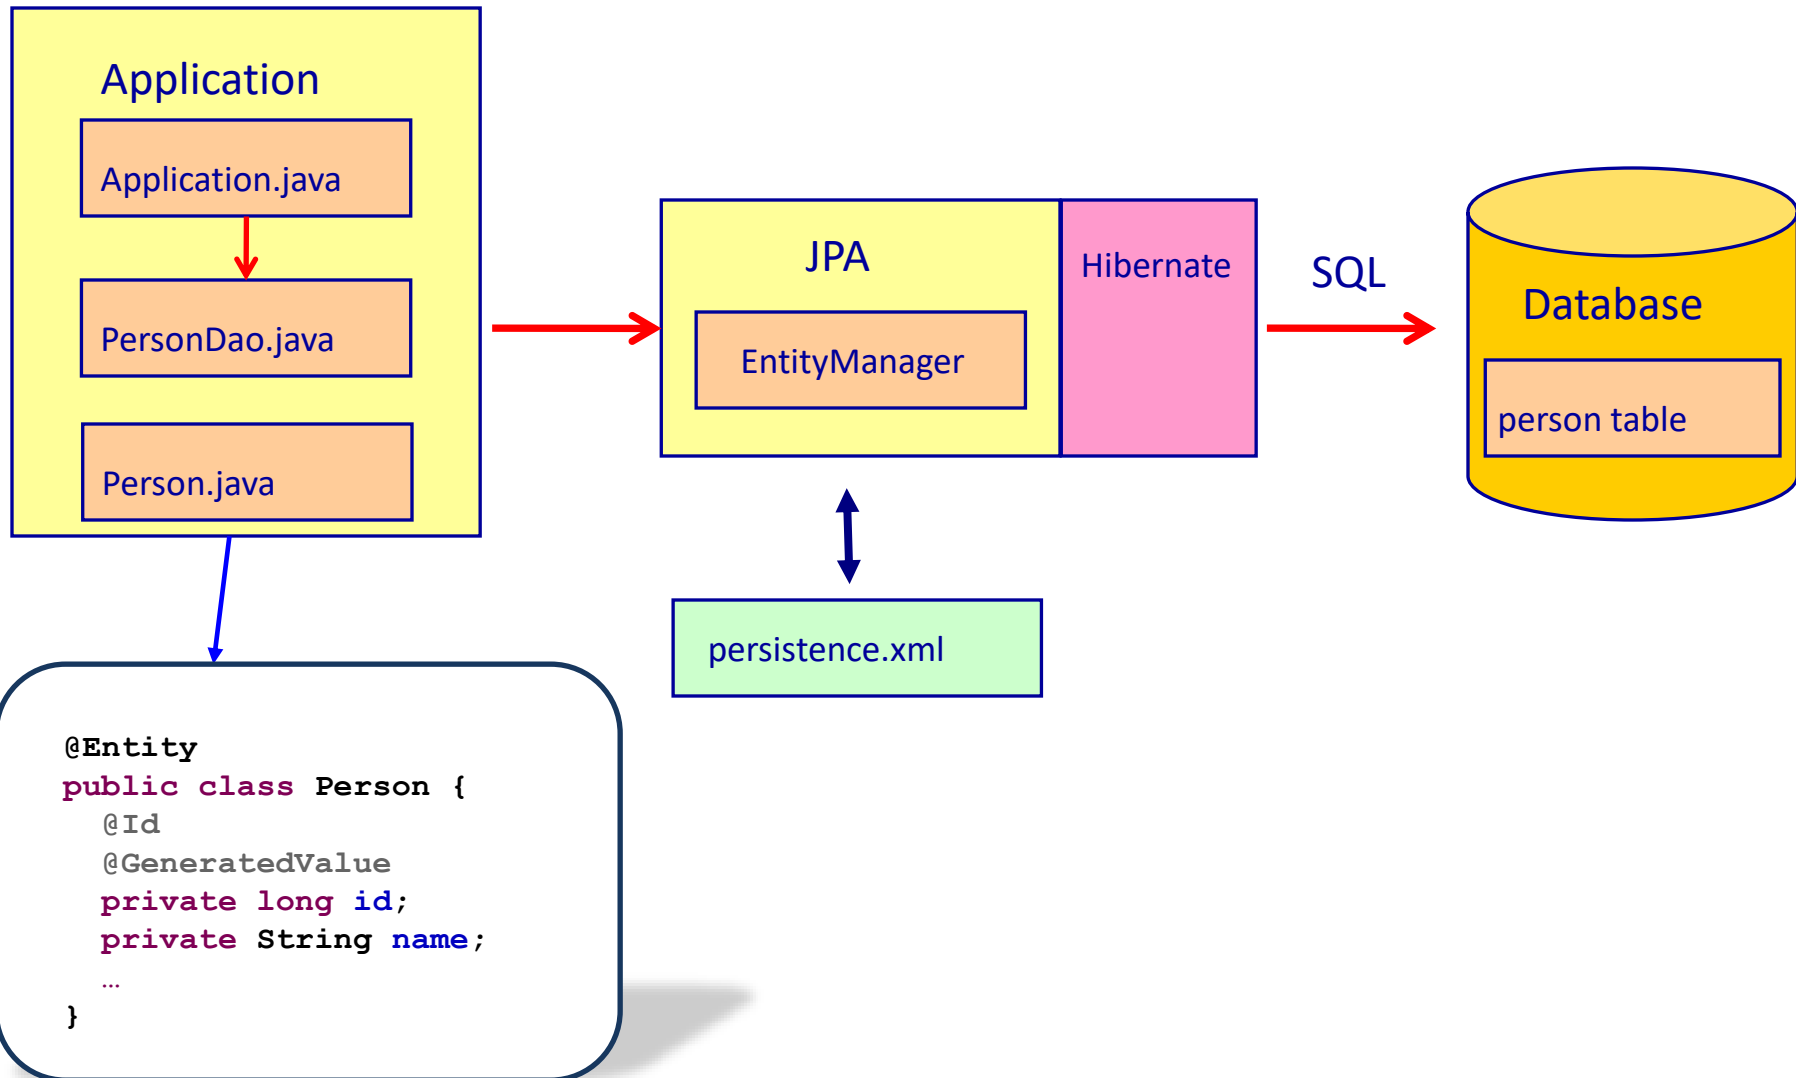 Application
Application.java
PersonDao.java
Person.java
JPA
EntityManager
Hibernate
SQL
Database
person table
persistence.xml
@Entity
public class Person {
@Id
@GeneratedValue
private long id;
private String name;
…
}